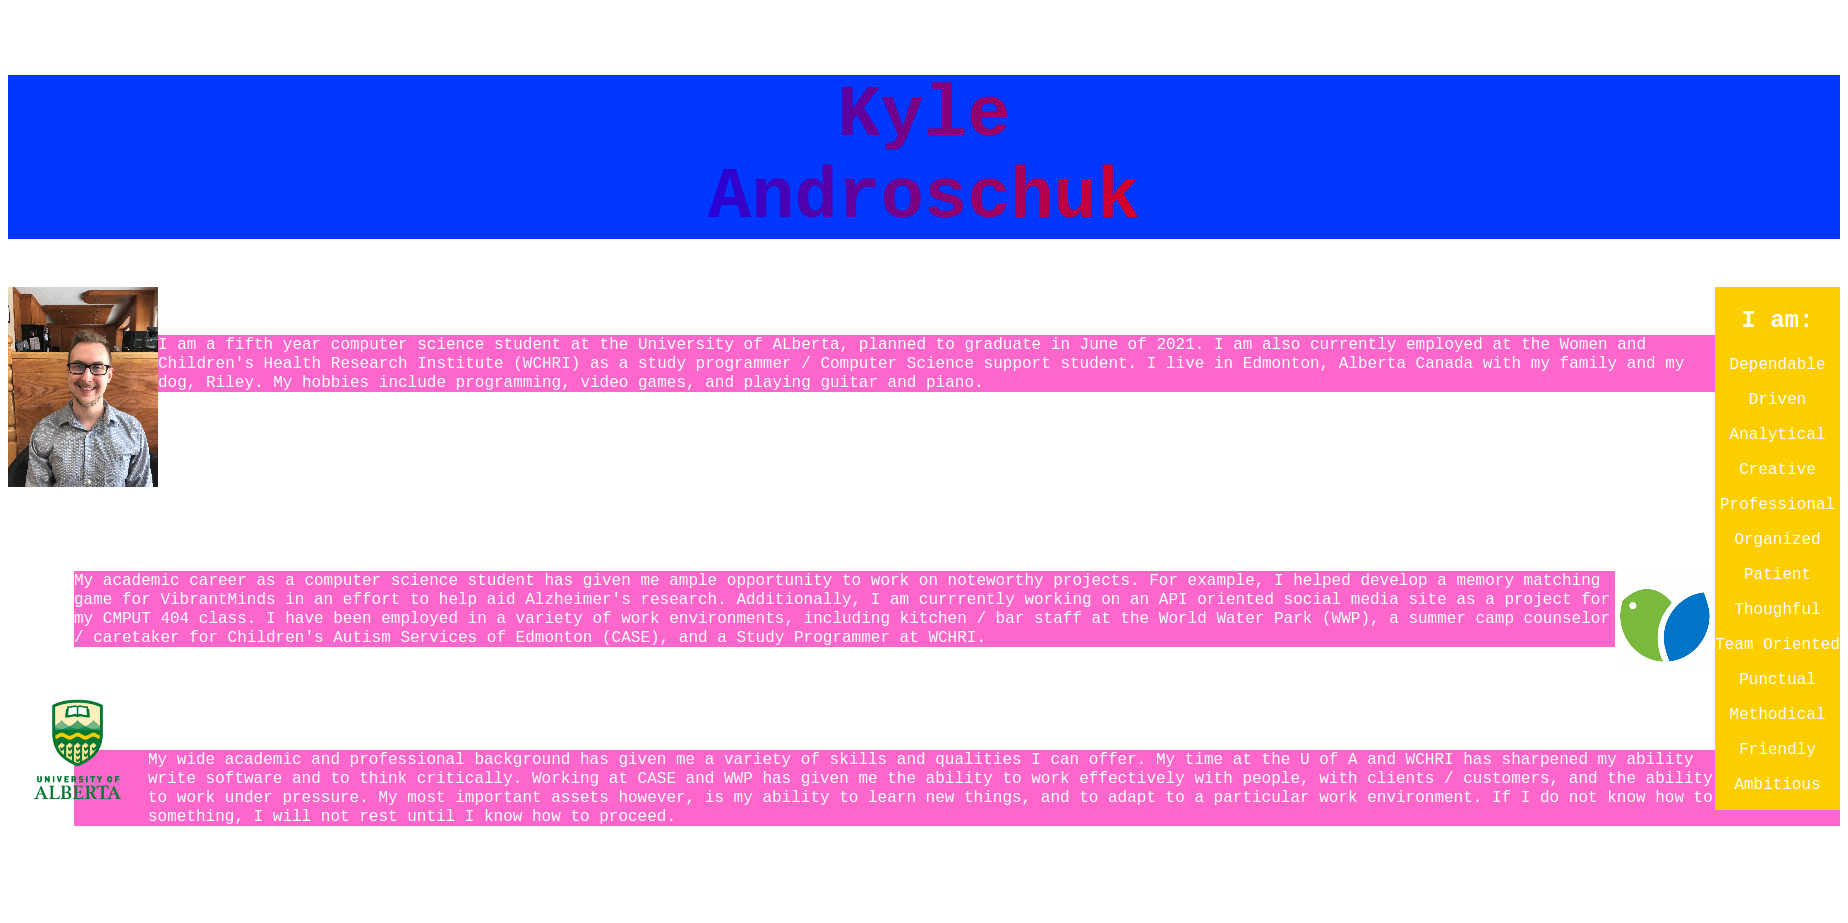 Kyle
Androschuk
I am a fifth year computer science student at the University of ALberta, planned to graduate in June of 2021. I am also currently employed at the Women and
Children's Health Research Institute (WCHRI) as a study programmer / Computer Science support student. I live in Edmonton, Alberta Canada with my family and my
dog, Riley. My hobbies include programming, video games, and playing guitar and piano.
My academic career as a computer science student has given me ample opportunity to work on noteworthy projects. For example, I helped develop a memory matching
game for VibrantMinds in an effort to help aid Alzheimer's research. Additionally, I am currrently working on an API oriented social media site as a project for
my CMPUT 404 class. I have been employed in a variety of work environments, including kitchen / bar staff at the World Water Park (WWP), a summer camp counselor
/ caretaker for Children's Autism Services of Edmonton (CASE), and a Study Programmer at WCHRI.
UNIVERSITY OF
ALBERTA
My wide academic and professional background has given me a variety of skills and qualities I can offer. My time at the U of A and WCHRI has sharpened my ability
write software and to think critically. Working at CASE and WWP has given me the ability to work effectively with people, with clients / customers, and the ability
to work under pressure. My most important assets however, is my ability to learn new things, and to adapt to a particular work environment. If I do not know how to
something, I will not rest until I know how to proceed.
I am:
Dependable
Driven
Analytical
Creative
Professional
Organized
Patient
Thoughful
Team Oriented
Punctual
Methodical
Friendly
Ambitious